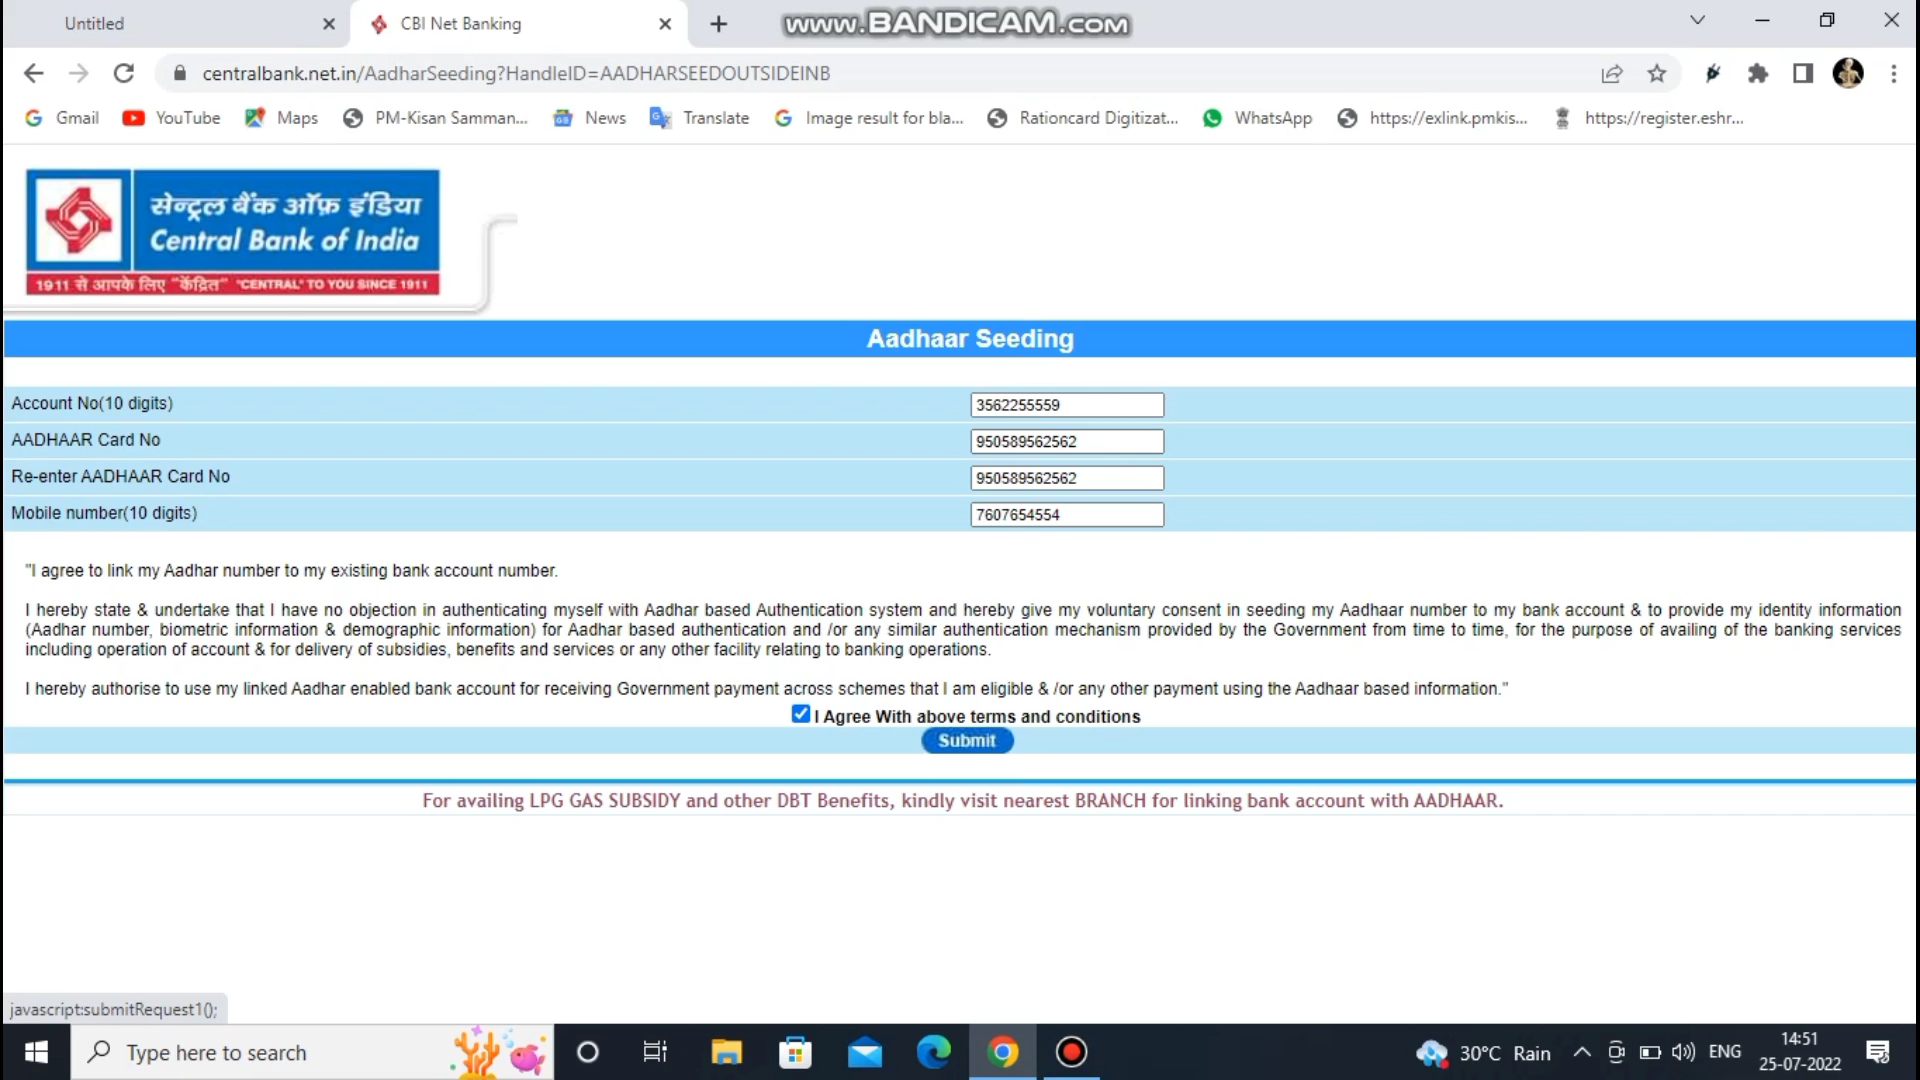 Untitled
CBI Net Banking
www.BANDICAM.com
centralbank.net.in/AadharSeeding?HandleID=AADHARSEEDOUTSIDEINB
Gmail YouTube Maps PM-Kisan Samman... News Translate Image result for bla... Rationcard Digitizat... WhatsApp https://exlink.pmkis... https://register.eshr...
सेन्ट्रल बैंक ऑफ़ इंडिया
Central Bank of India
1911 से आपके लिए "केंद्रित" "CENTRAL" TO YOU SINCE 1911
Aadhaar Seeding
Account No(10 digits) 3562255559
AADHAAR Card No 950589562562
Re-enter AADHAAR Card No 950589562562
Mobile number(10 digits) 7607654554
"I agree to link my Aadhar number to my existing bank account number.
I hereby state & undertake that I have no objection in authenticating myself with Aadhar based Authentication system and hereby give my voluntary consent in seeding my Aadhaar number to my bank account & to provide my identity information
(Aadhar number, biometric information & demographic information) for Aadhar based authentication and /or any similar authentication mechanism provided by the Government from time to time, for the purpose of availing of the banking services
including operation of account & for delivery of subsidies, benefits and services or any other facility relating to banking operations.
I hereby authorise to use my linked Aadhar enabled bank account for receiving Government payment across schemes that I am eligible & /or any other payment using the Aadhaar based information."
I Agree With above terms and conditions
Submit
For availing LPG GAS SUBSIDY and other DBT Benefits, kindly visit nearest BRANCH for linking bank account with AADHAAR.
javascript:submitRequest1();
Type here to search
30°C Rain
ENG
14:51
25-07-2022